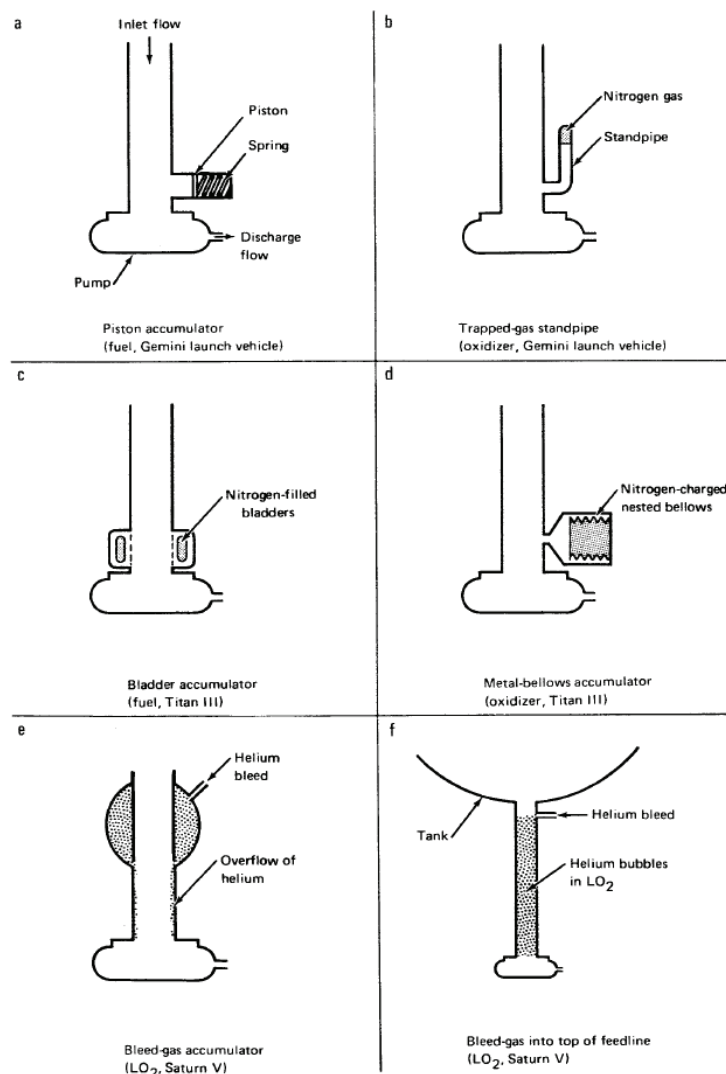 a
Inlet flow
Piston
Spring
Discharge
flow
Pump
Piston accumulator
(fuel, Gemini launch vehicle)
b
Nitrogen gas
Standpipe
Trapped-gas standpipe
(oxidizer, Gemini launch vehicle)
c
Nitrogen-filled
bladders
Bladder accumulator
(fuel, Titan III)
d
Nitrogen-charged
nested bellows
Metal-bellows accumulator
(oxidizer, Titan III)
e
Helium
bleed
Overflow of
helium
Bleed-gas accumulator
(LO₂, Saturn V)
f
Tank
Helium bleed
Helium bubbles
in LO₂
Bleed-gas into top of feedline
(LO₂, Saturn V)